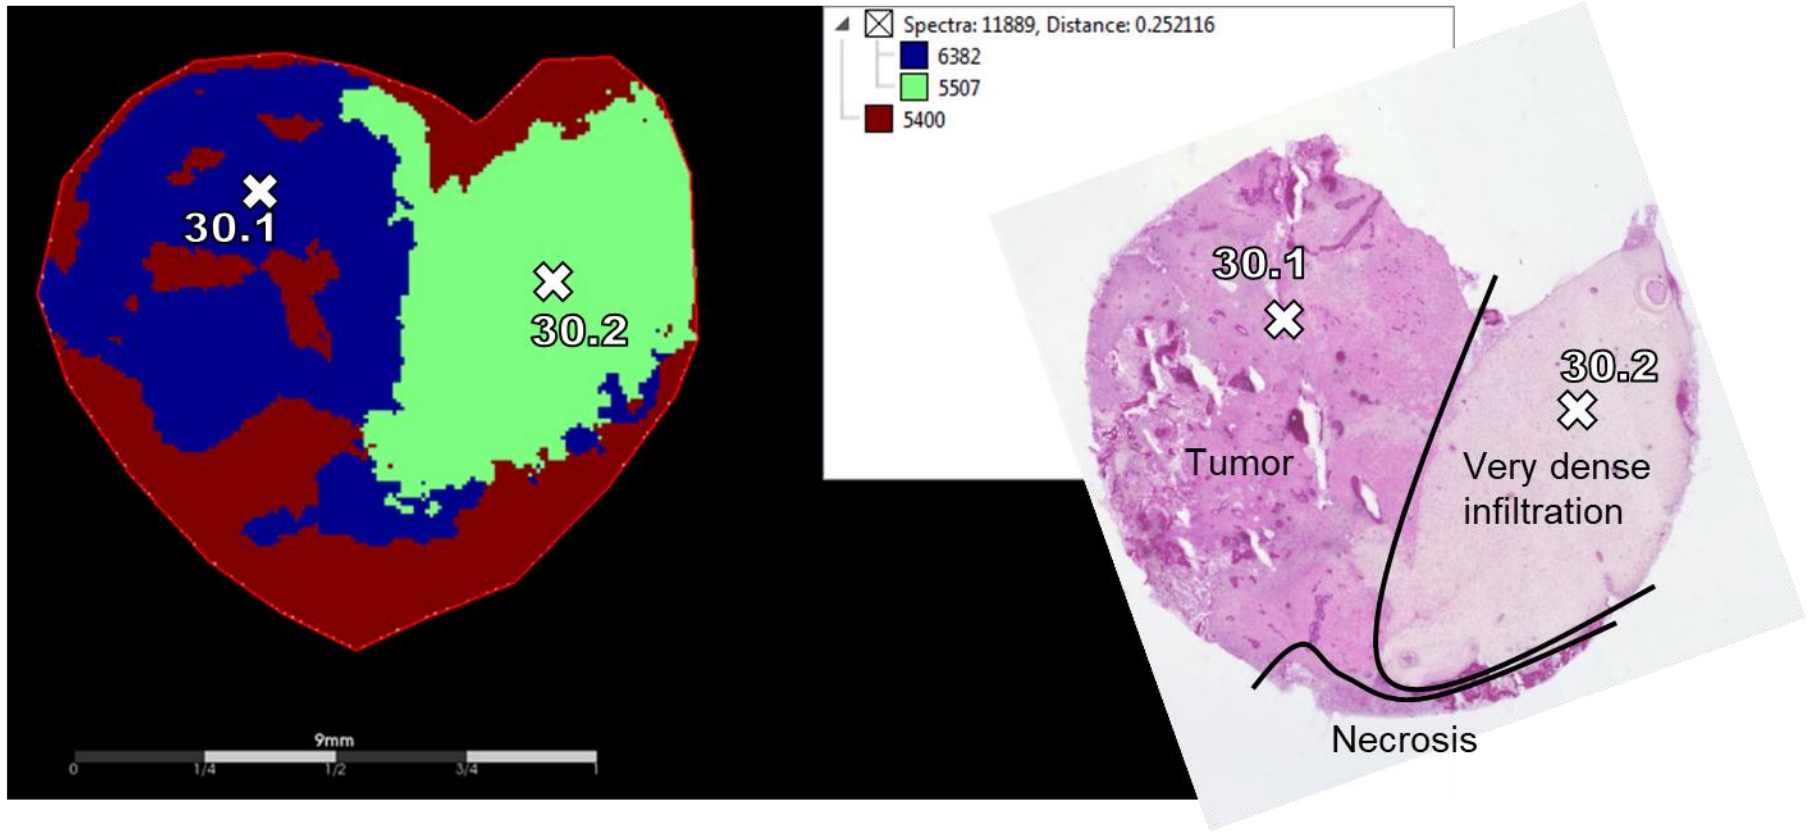 Spectra: 11889, Distance: 0.252116
6382
5507
5400
30.1
30.2
9mm
0 1/4 1/2 3/4 1
30.1
30.2
Tumor
Very dense
infiltration
Necrosis